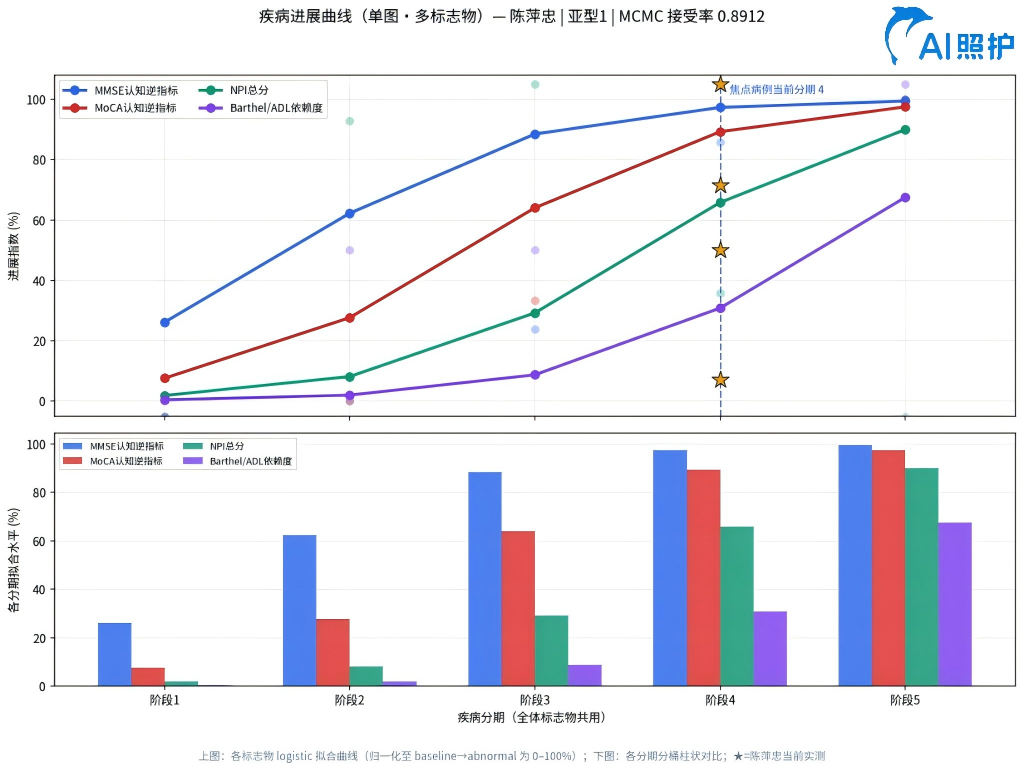 疾病进展曲线（单图·多标志物）— 陈萍忠 | 亚型1 | MCMC 接受率 0.8912
AI照护
MMSE认知逆指标
NPI总分
MoCA认知逆指标
Barthel/ADL依赖度
焦点病例当前分期 4
进展指数 (%)
100
80
60
40
20
0
MMSE认知逆指标
NPI总分
MoCA认知逆指标
Barthel/ADL依赖度
各分期拟合水平 (%)
100
80
60
40
20
0
阶段1
阶段2
阶段3
阶段4
阶段5
疾病分期（全体标志物共用）
上图：各标志物 logistic 拟合曲线（归一化至 baseline→abnormal 为 0–100%）；下图：各分期分桶柱状对比；★=陈萍忠当前实测